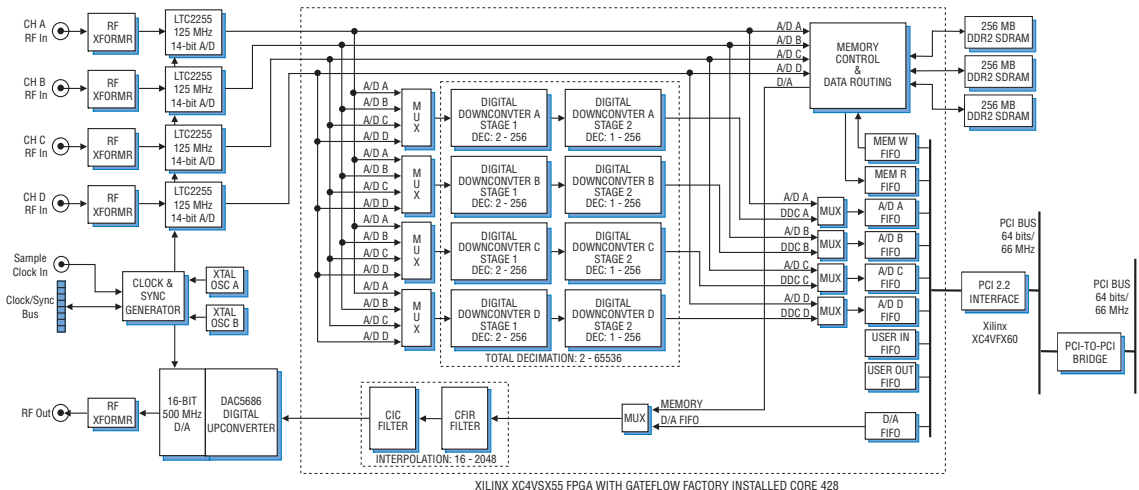 CH A
RF In
RF
XFORMR
LTC2255
125 MHz
14-bit A/D
CH B
RF In
RF
XFORMR
LTC2255
125 MHz
14-bit A/D
CH C
RF In
RF
XFORMR
LTC2255
125 MHz
14-bit A/D
CH D
RF In
RF
XFORMR
LTC2255
125 MHz
14-bit A/D
Sample
Clock In
Clock/Sync
Bus
CLOCK &
SYNC
GENERATOR
XTAL
OSC A
XTAL
OSC B
RF Out
RF
XFORMR
16-BIT
500 MHz
D/A
DAC5686
DIGITAL
UPCONVERTER
A/D A
A/D B
A/D C
A/D D
D/A
MEMORY
CONTROL
&
DATA ROUTING
256 MB
DDR2 SDRAM
256 MB
DDR2 SDRAM
256 MB
DDR2 SDRAM
A/D A
A/D B
A/D C
A/D D
MUX
DIGITAL
DOWNCONVTER A
STAGE 1
DEC: 2 - 256
DIGITAL
DOWNCONVTER A
STAGE 2
DEC: 1 - 256
A/D A
A/D B
A/D C
A/D D
MUX
DIGITAL
DOWNCONVTER B
STAGE 1
DEC: 2 - 256
DIGITAL
DOWNCONVTER B
STAGE 2
DEC: 1 - 256
A/D A
A/D B
A/D C
A/D D
MUX
DIGITAL
DOWNCONVTER C
STAGE 1
DEC: 2 - 256
DIGITAL
DOWNCONVTER C
STAGE 2
DEC: 1 - 256
A/D A
A/D B
A/D C
A/D D
MUX
DIGITAL
DOWNCONVTER D
STAGE 1
DEC: 2 - 256
DIGITAL
DOWNCONVTER D
STAGE 2
DEC: 1 - 256
TOTAL DECIMATION: 2 - 65536
MEM W
FIFO
MEM R
FIFO
A/D A
DDC A
MUX
A/D A
FIFO
A/D B
DDC B
MUX
A/D B
FIFO
A/D C
DDC C
MUX
A/D C
FIFO
A/D D
DDC D
MUX
A/D D
FIFO
USER IN
FIFO
USER OUT
FIFO
D/A
FIFO
MEMORY
D/A FIFO
MUX
CFIR
FILTER
CIC
FILTER
INTERPOLATION: 16 - 2048
PCI 2.2
INTERFACE
Xilinx
XC4VFX60
PCI BUS
64 bits/
66 MHz
PCI-TO-PCI
BRIDGE
PCI BUS
64 bits/
66 MHz
XILINX XC4VSX55 FPGA WITH GATEFLOW FACTORY INSTALLED CORE 428